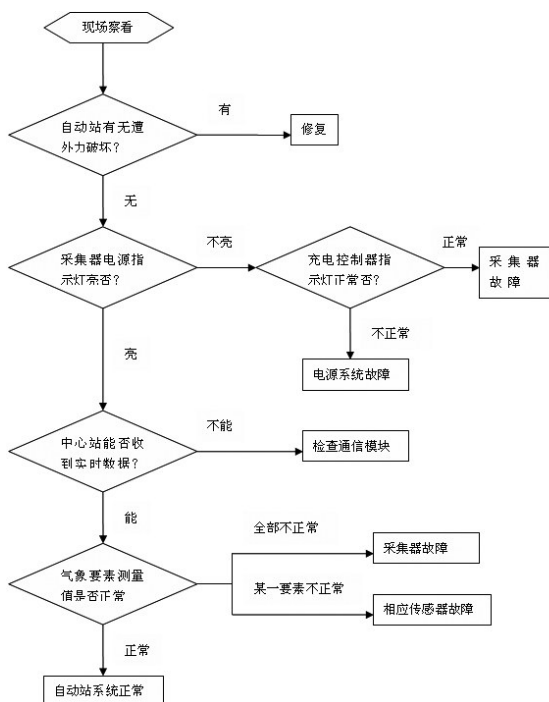 现场察看
自动站有无遭
外力破坏？
有
修复
无
采集器电源指
示灯亮否？
不亮
充电控制器指
示灯正常否？
正常
采集器
故障
不正常
电源系统故障
亮
中心站能否收
到实时数据？
不能
检查通信模块
能
气象要素测量
值是否正常
全部不正常
采集器故障
某一要素不正常
相应传感器故障
正常
自动站系统正常